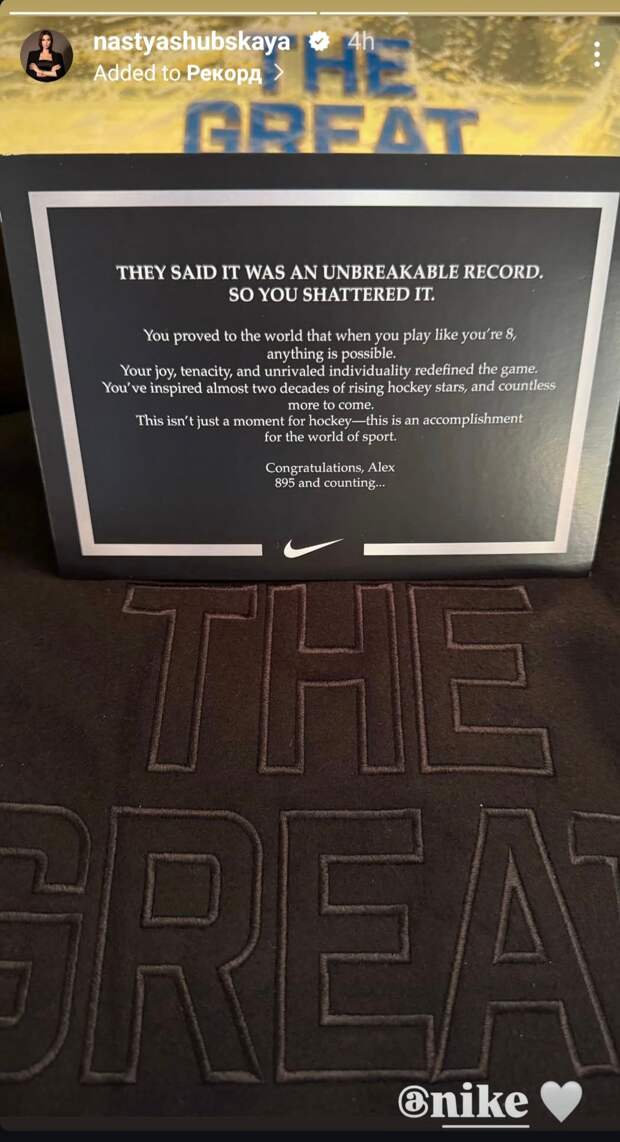 nastyashubskaya 4h
Added to Рекорд >
THE
GREAT
THEY SAID IT WAS AN UNBREAKABLE RECORD.
SO YOU SHATTERED IT.
You proved to the world that when you play like you're 8,
anything is possible.
Your joy, tenacity, and unrivaled individuality redefined the game.
You've inspired almost two decades of rising hockey stars, and countless
more to come.
This isn't just a moment for hockey—this is an accomplishment
for the world of sport.
Congratulations, Alex
895 and counting...
THE
GREAT
@nike